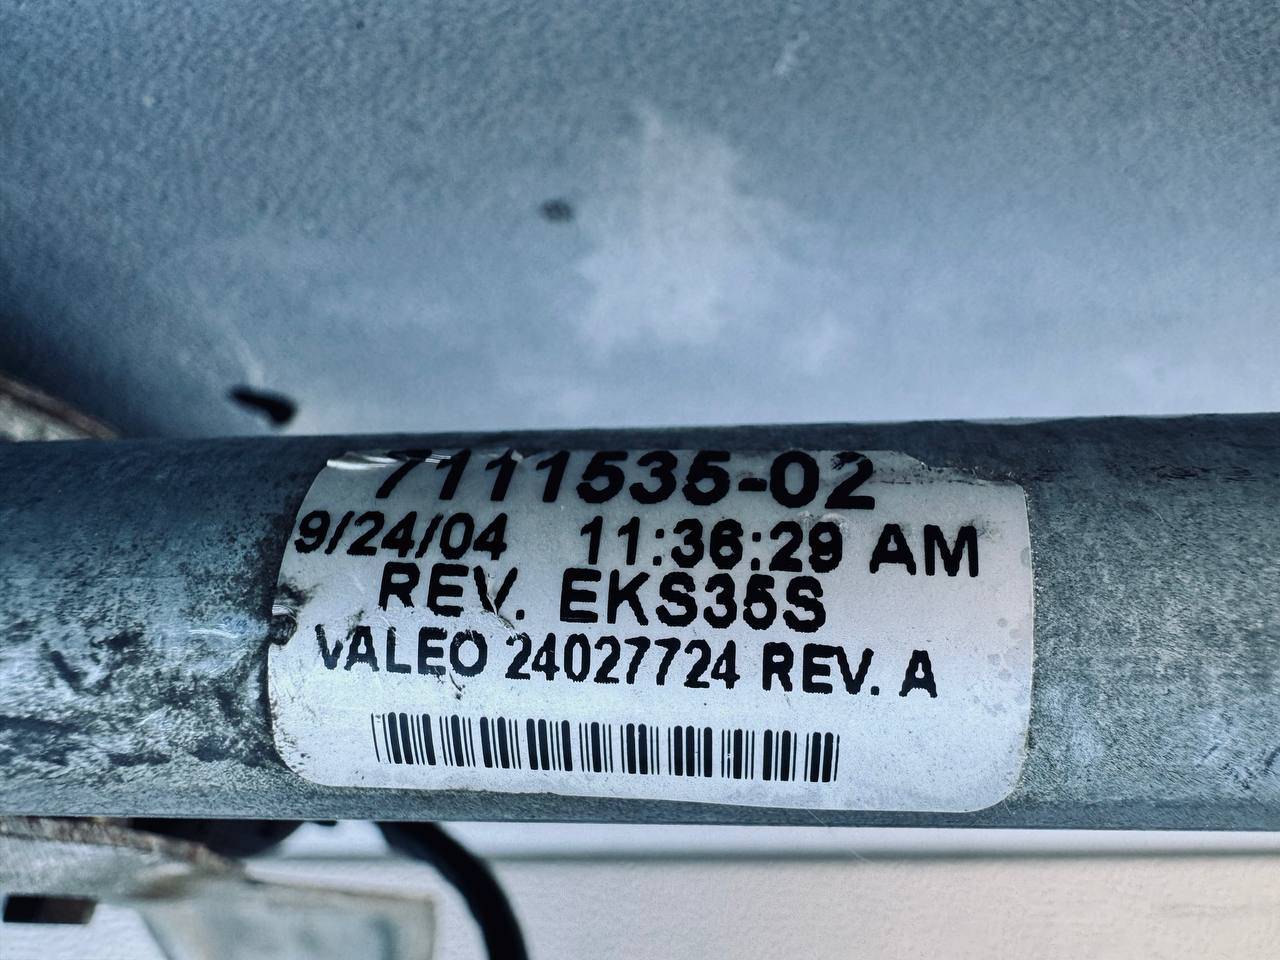 7111535-02
9/24/04 11:36:29 AM
REV. EKS35S
VALEO 24027724 REV. A